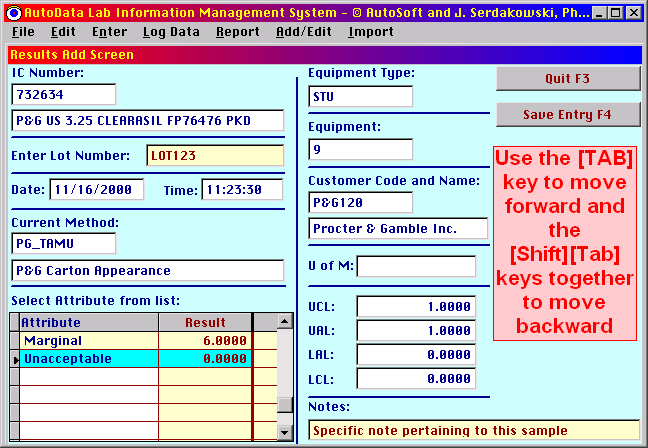 AutoData Lab Information Management System - © AutoSoft and J. Serdakowski, Ph...
File Edit Enter Log Data Report Add/Edit Import
Results Add Screen
IC Number:
732634
P&G US 3.25 CLEARASIL FP76476 PKD
Enter Lot Number: LOT123
Date: 11/16/2000 Time: 11:23:30
Current Method:
PG_TAMU
P&G Carton Appearance
Select Attribute from list:
Attribute Result
Marginal 6.0000
Unacceptable 0.0000
Equipment Type:
STU
Equipment:
9
Customer Code and Name:
P&G120
Procter & Gamble Inc.
U of M:
UCL: 1.0000
UAL: 1.0000
LAL: 0.0000
LCL: 0.0000
Notes:
Specific note pertaining to this sample
Quit F3
Save Entry F4
Use the [TAB]
key to move
forward and
the
[Shift][Tab]
keys together
to move
backward